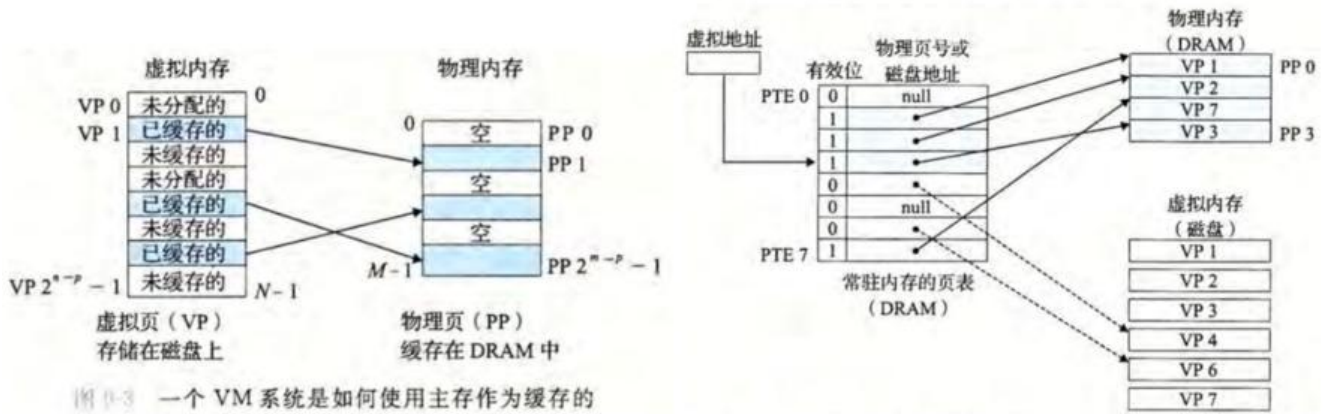 虚拟内存
物理内存
VP 0
未分配的
0
VP 1
已缓存的
未缓存的
未分配的
已缓存的
未缓存的
已缓存的
VP 2ⁿ⁻ᵖ − 1
未缓存的
N-1
0
空
PP 0
PP 1
空
空
M-1
PP 2ᵐ⁻ᵖ − 1
虚拟页（VP）
存储在磁盘上
物理页（PP）
缓存在 DRAM 中
图 9-3 一个 VM 系统是如何使用主存作为缓存的
虚拟地址
有效位
物理页号或
磁盘地址
PTE 0
0
null
1
1
1
0
0
null
0
PTE 7
1
常驻内存的页表
（DRAM）
物理内存
（DRAM）
VP 1
PP 0
VP 2
VP 7
VP 3
PP 3
虚拟内存
（磁盘）
VP 1
VP 2
VP 3
VP 4
VP 6
VP 7